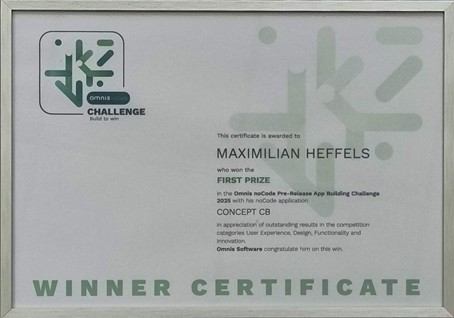 omnis
CHALLENGE
Build to win
This certificate is awarded to
MAXIMILIAN HEFFELS
who won the
FIRST PRIZE
in the Omnis noCode Pre-Release App Building Challenge
2025 with his noCode application
CONCEPT CB
in appreciation of outstanding results in the competition
categories User Experience, Design, Functionality and
Innovation.
Omnis Software congratulate him on this win.
WINNER CERTIFICATE